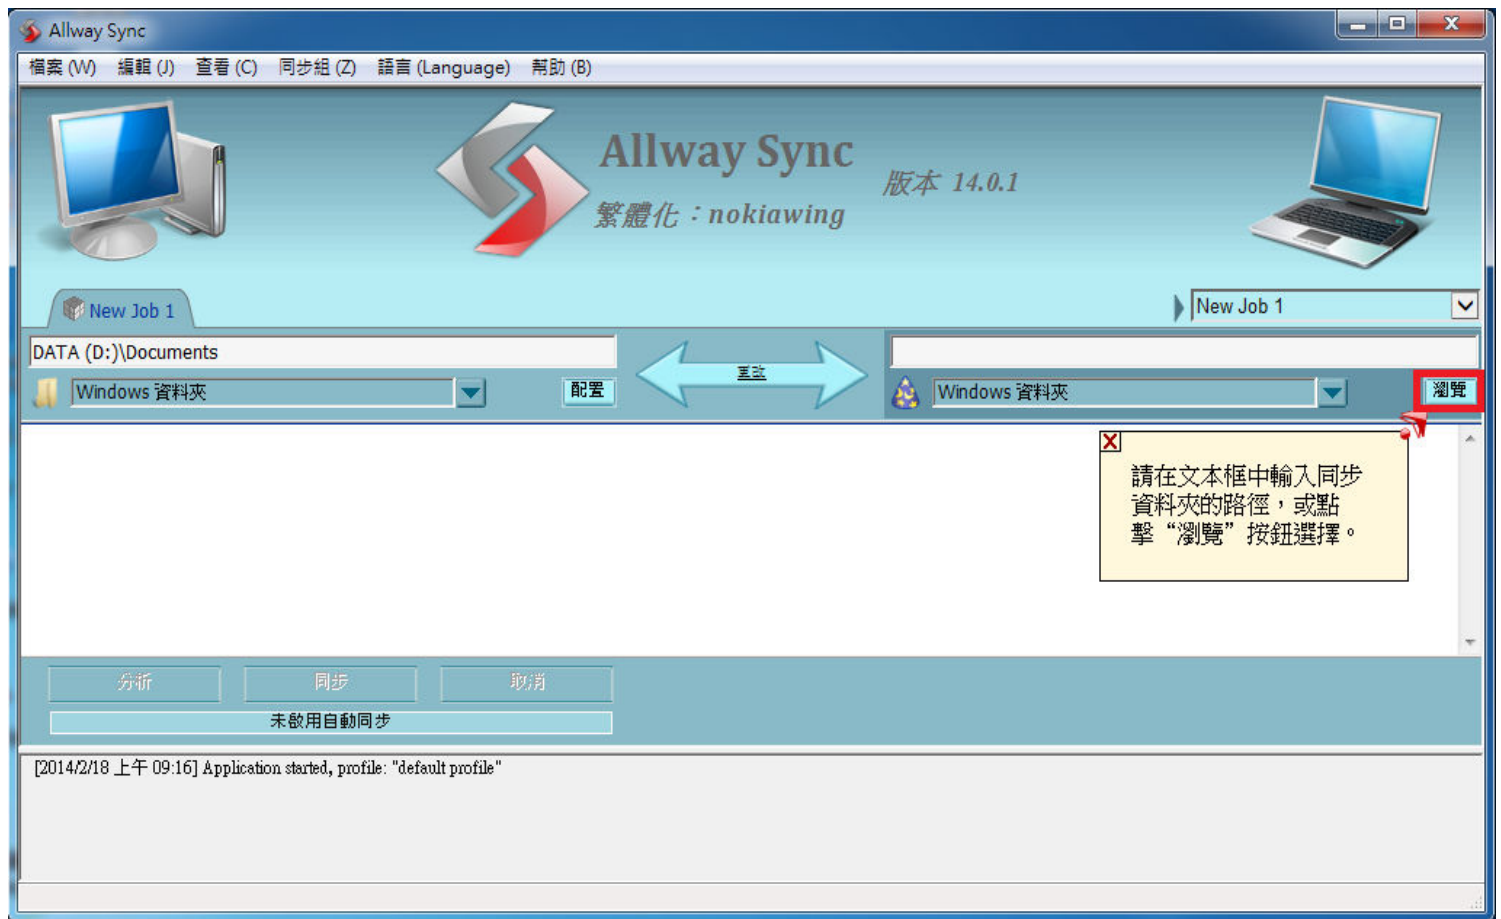 Allway Sync
檔案 (W) 編輯 (J) 查看 (C) 同步組 (Z) 語言 (Language) 幫助 (B)
Allway Sync
版本 14.0.1
繁體化：nokiawing
New Job 1
New Job 1
DATA (D:)\Documents
更改
Windows 資料夾
配置
Windows 資料夾
瀏覽
請在文本框中輸入同步
資料夾的路徑，或點
擊“瀏覽”按鈕選擇。
分析
同步
取消
未啟用自動同步
[2014/2/18 上午 09:16] Application started, profile: "default profile"